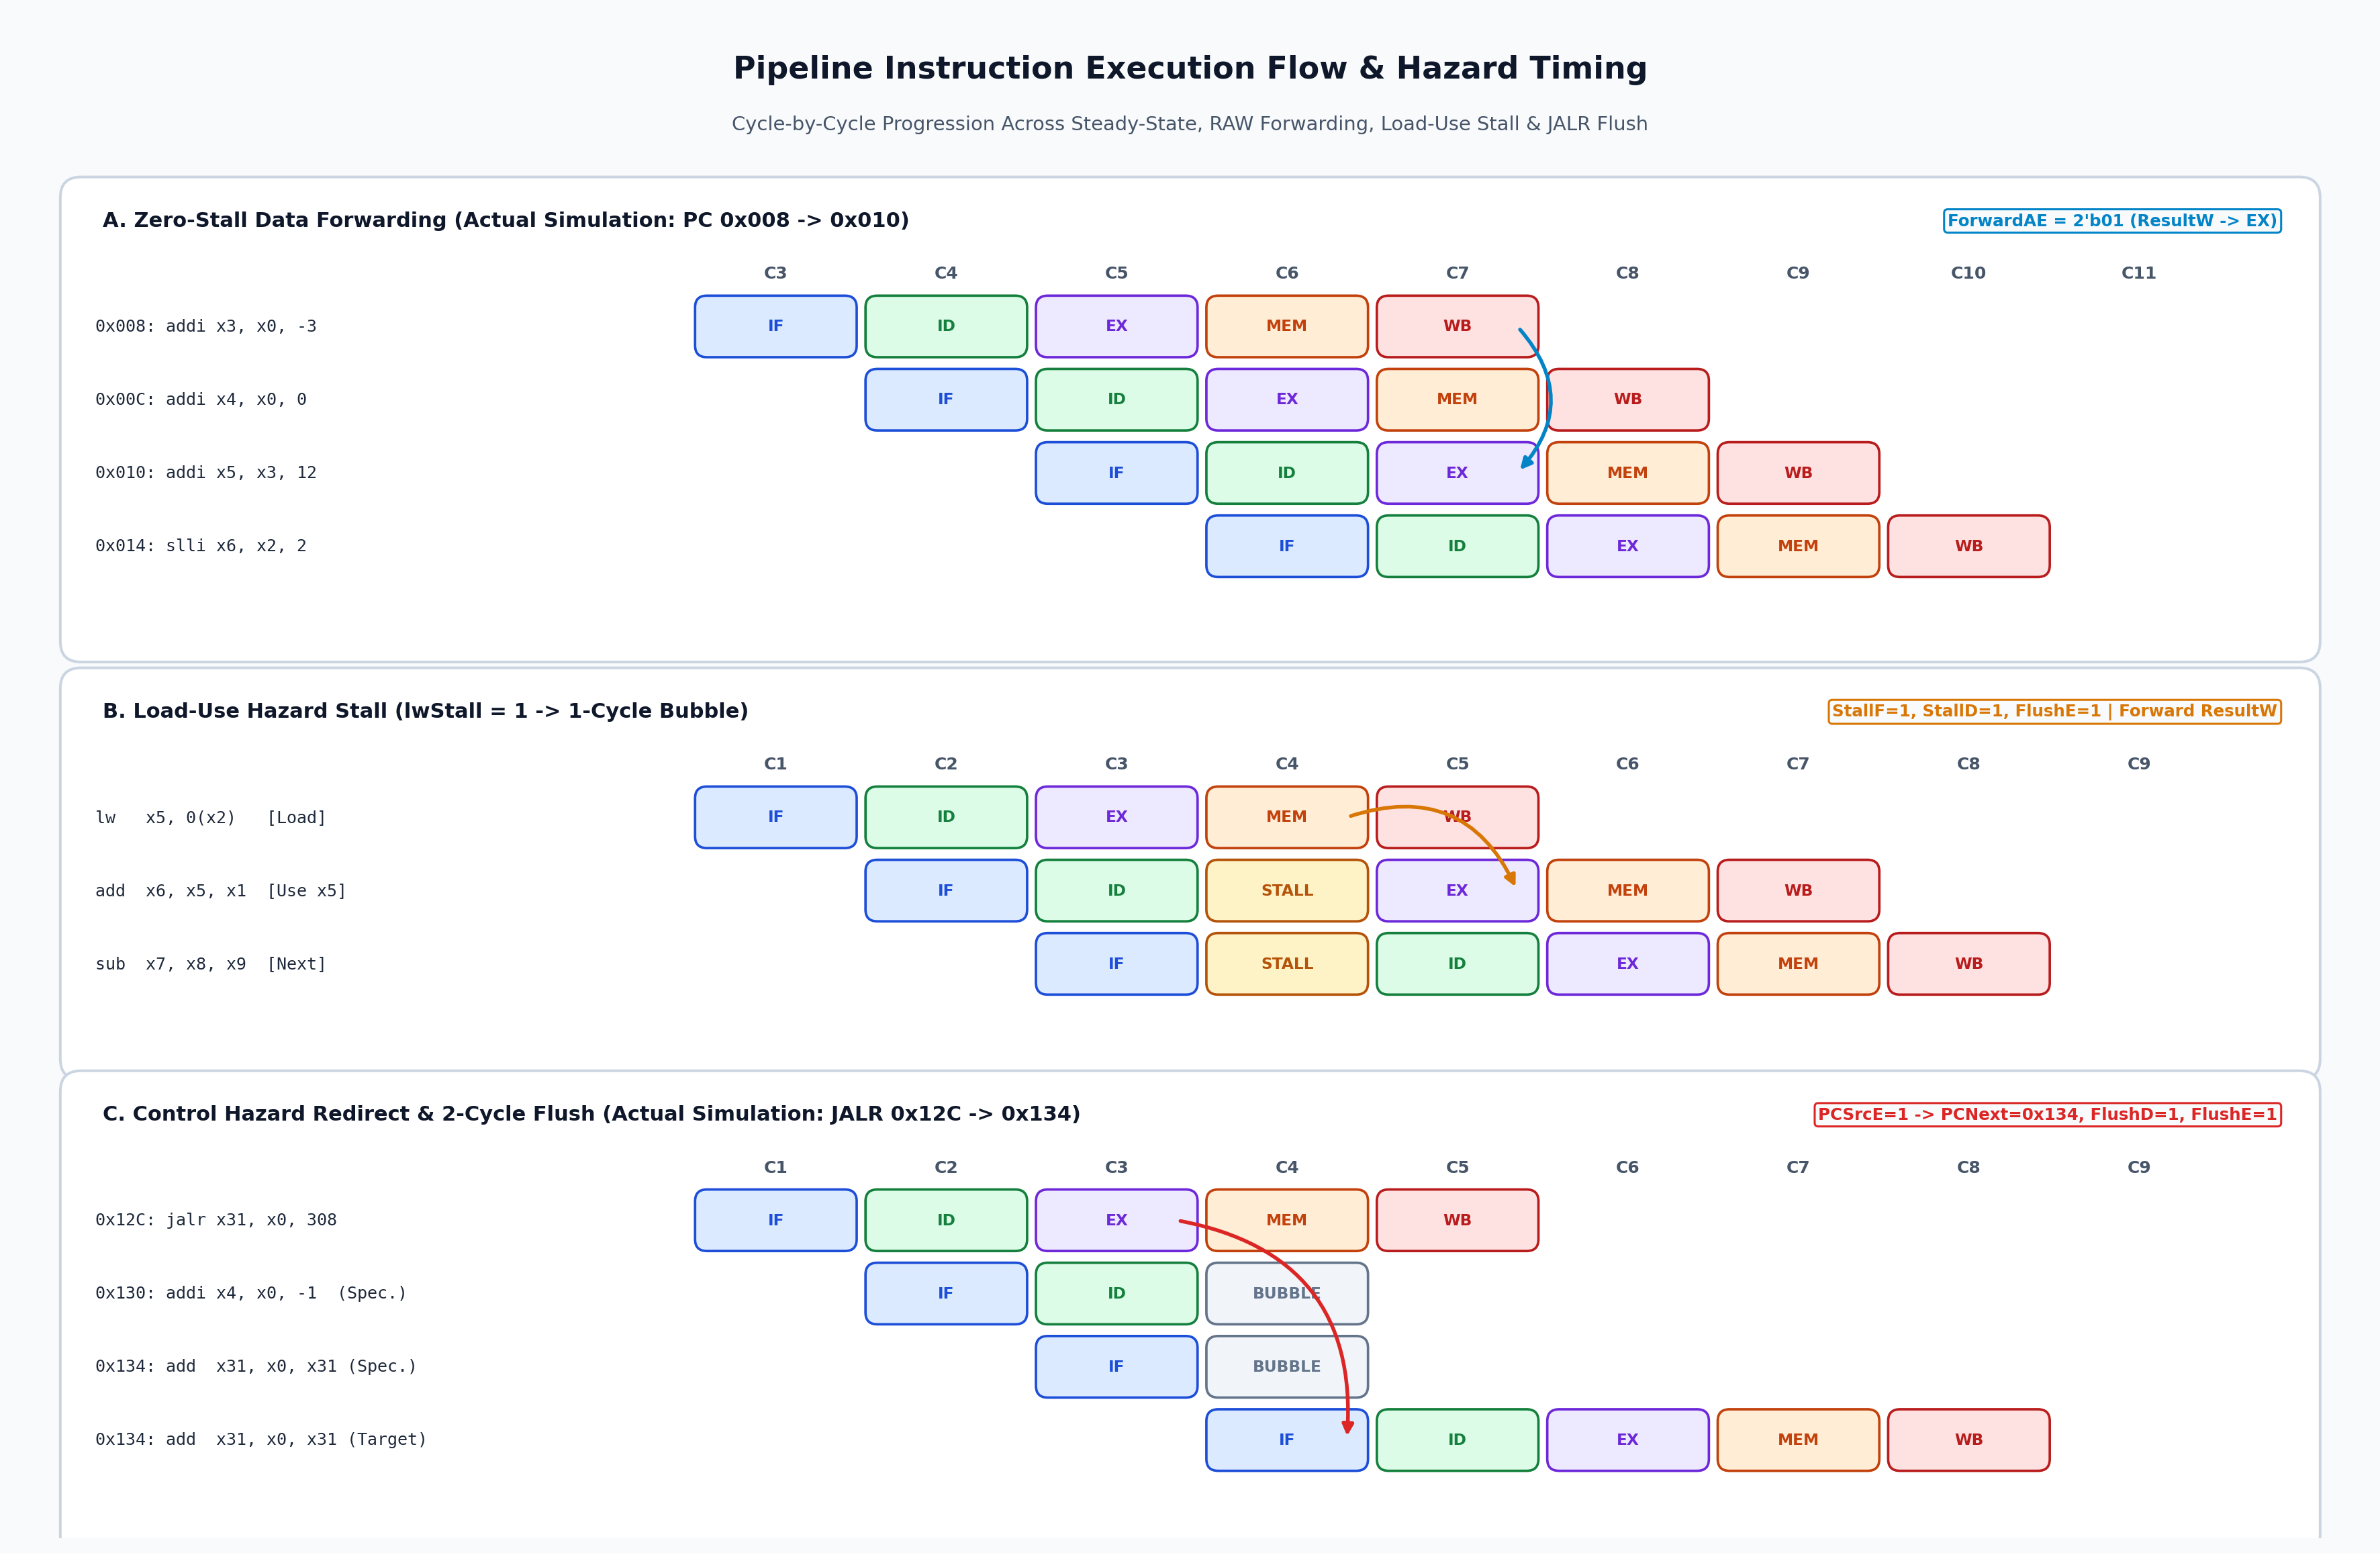 Pipeline Instruction Execution Flow & Hazard Timing
Cycle-by-Cycle Progression Across Steady-State, RAW Forwarding, Load-Use Stall & JALR Flush
A. Zero-Stall Data Forwarding (Actual Simulation: PC 0x008 -> 0x010)
ForwardAE = 2'b01 (ResultW -> EX)
C3 C4 C5 C6 C7 C8 C9 C10 C11
0x008: addi x3, x0, -3 IF ID EX MEM WB
0x00C: addi x4, x0, 0 IF ID EX MEM WB
0x010: addi x5, x3, 12 IF ID EX MEM WB
0x014: slli x6, x2, 2 IF ID EX MEM WB
B. Load-Use Hazard Stall (lwStall = 1 -> 1-Cycle Bubble)
StallF=1, StallD=1, FlushE=1 | Forward ResultW
C1 C2 C3 C4 C5 C6 C7 C8 C9
lw   x5, 0(x2)   [Load] IF ID EX MEM WB
add  x6, x5, x1  [Use x5] IF ID STALL EX MEM WB
sub  x7, x8, x9  [Next] IF STALL ID EX MEM WB
C. Control Hazard Redirect & 2-Cycle Flush (Actual Simulation: JALR 0x12C -> 0x134)
PCSrcE=1 -> PCNext=0x134, FlushD=1, FlushE=1
C1 C2 C3 C4 C5 C6 C7 C8 C9
0x12C: jalr x31, x0, 308 IF ID EX MEM WB
0x130: addi x4, x0, -1  (Spec.) IF ID BUBBLE
0x134: add  x31, x0, x31 (Spec.) IF BUBBLE
0x134: add  x31, x0, x31 (Target) IF ID EX MEM WB